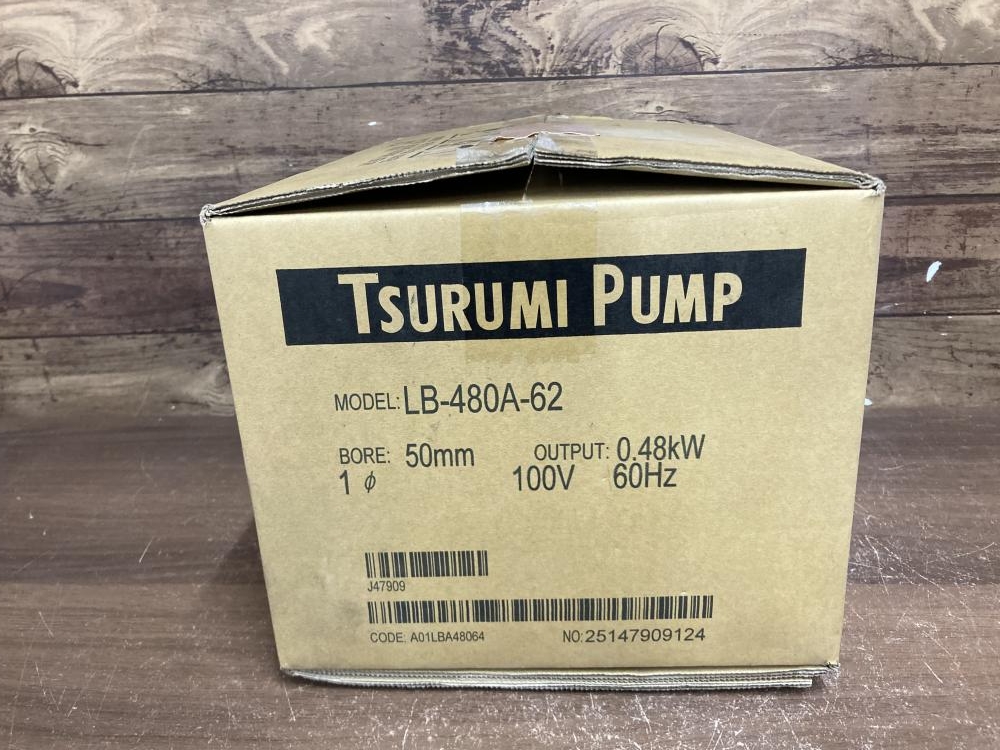 TSURUMI PUMP
MODEL: LB-480A-62
BORE: 50mm OUTPUT: 0.48kW
1 φ 100V 60Hz
J47909
CODE: A01LBA48064 NO: 25147909124